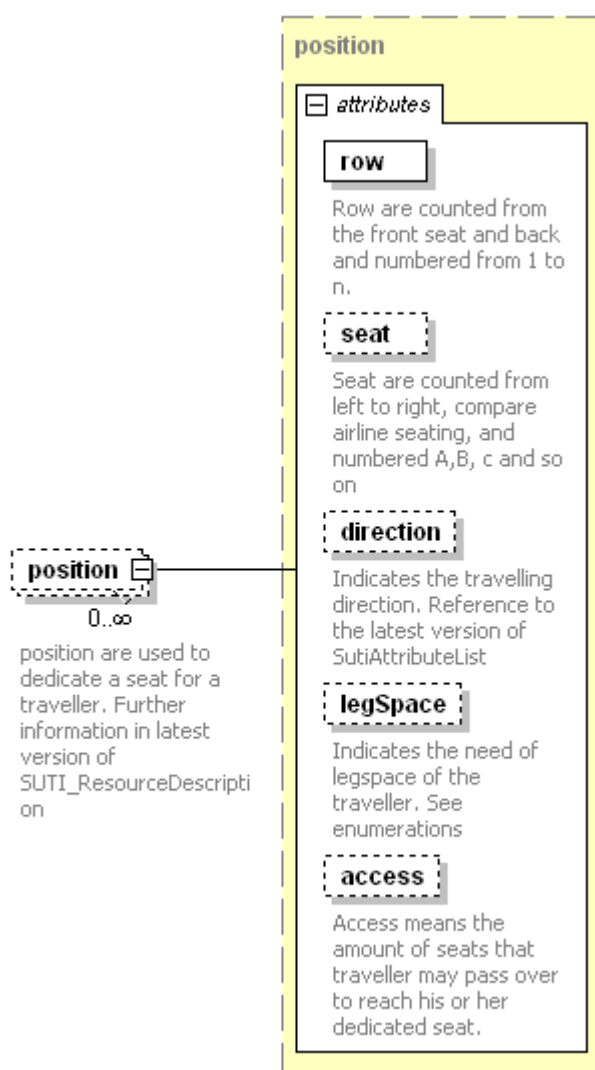 position
attributes
row
Row are counted from
the front seat and back
and numbered from 1 to
n.
seat
Seat are counted from
left to right, compare
airline seating, and
numbered A,B, c and so
on
direction
Indicates the travelling
direction. Reference to
the latest version of
SutiAttributeList
legSpace
Indicates the need of
legspace of the
traveller. See
enumerations
access
Access means the
amount of seats that
traveller may pass over
to reach his or her
dedicated seat.
position
0..∞
position are used to
dedicate a seat for a
traveller. Further
information in latest
version of
SUTI_ResourceDescripti
on